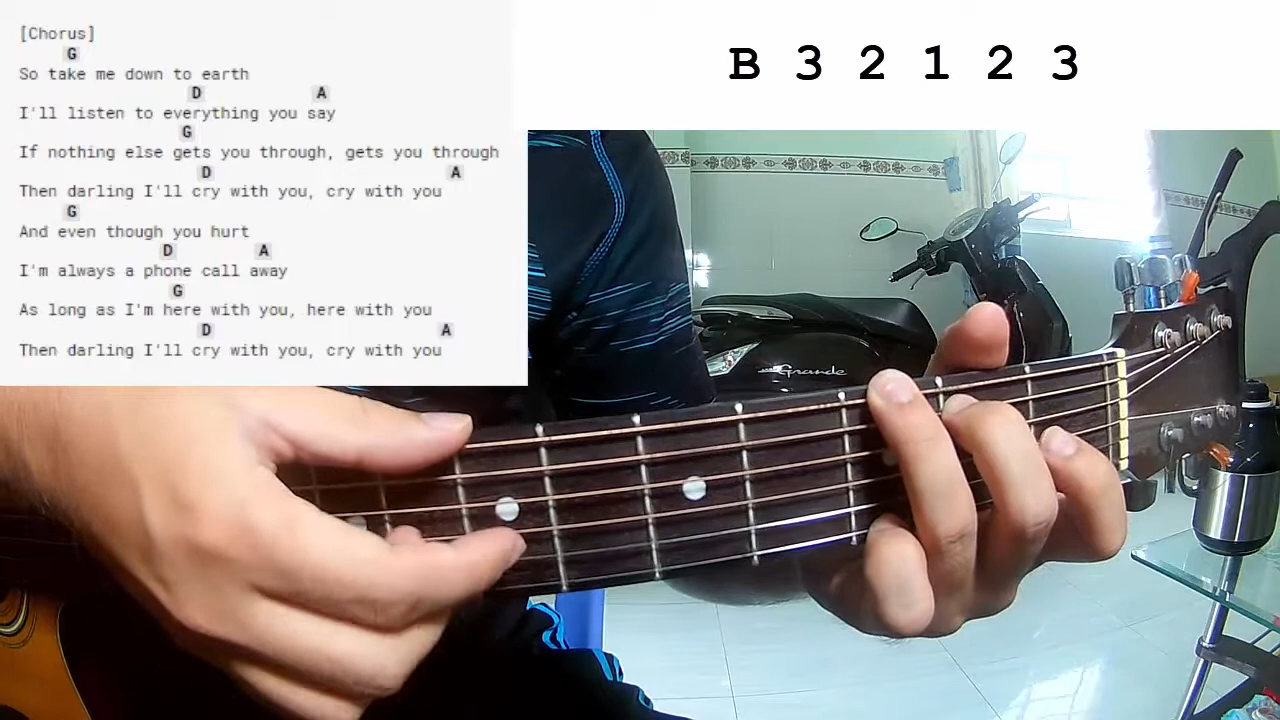 [Chorus]
G
So take me down to earth
D A
I'll listen to everything you say
G
If nothing else gets you through, gets you through
D A
Then darling I'll cry with you, cry with you
G
And even though you hurt
D A
I'm always a phone call away
G
As long as I'm here with you, here with you
D A
Then darling I'll cry with you, cry with you
B 3 2 1 2 3
Grande